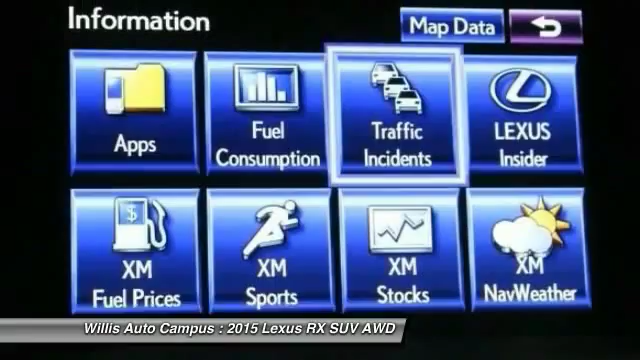 Information
Map Data
Apps
Fuel
Consumption
Traffic
Incidents
LEXUS
Insider
$
XM
Fuel Prices
XM
Sports
XM
Stocks
XM
NavWeather
Willis Auto Campus : 2015 Lexus RX SUV AWD